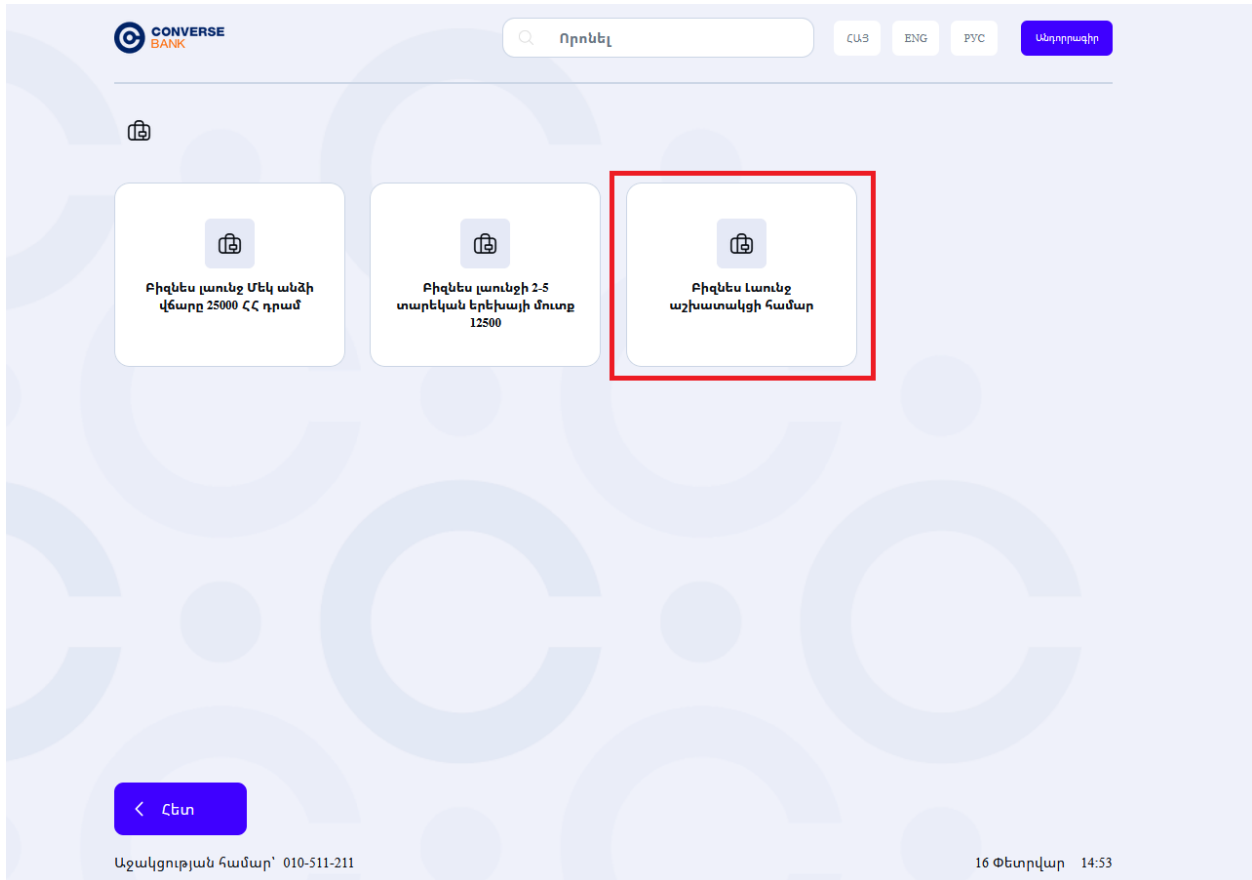 CONVERSE
BANK
Որոնել
ՀԱՅ
ENG
РУС
Անդորրագիր
Բիզնես լաունջ Մեկ անձի
վճարը 25000 ՀՀ դրամ
Բիզնես լաունջի 2-5
տարեկան երեխայի մուտք
12500
Բիզնես Լաունջ
աշխատակցի համար
Հետ
Աջակցության համար՝ 010-511-211
16 Փետրվար 14:53